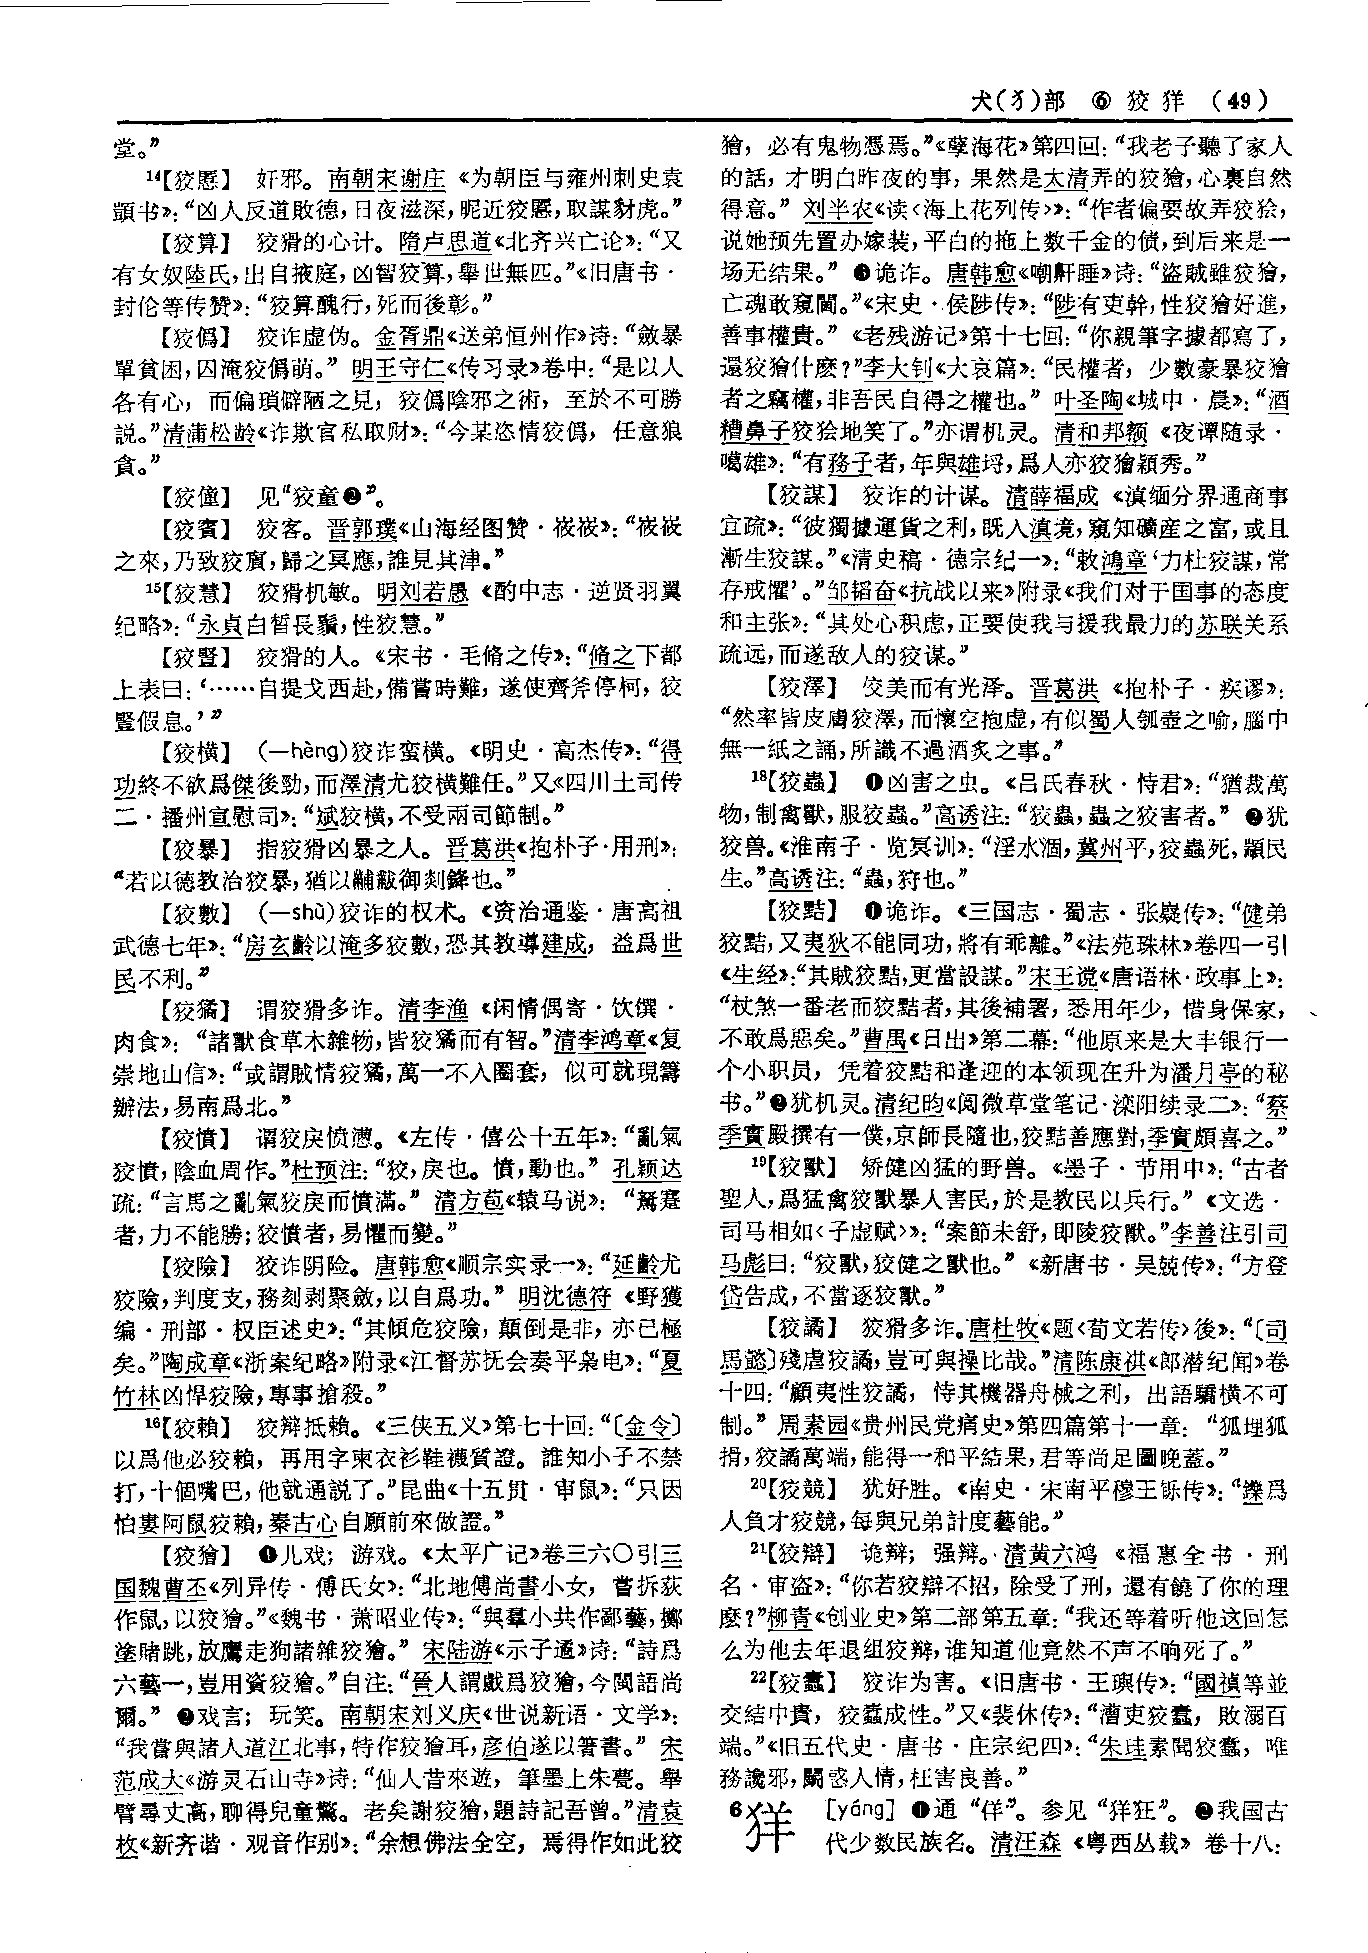 犬(犭)部 ⑥ 狡 𤞞 (49)
堂。”
¹⁴【狡慝】 奸邪。南朝宋谢庄《为朝臣与雍州刺史袁
顗书》：“凶人反道敗德，日夜滋深，昵近狡慝，取謀豺虎。”
【狡算】 狡猾的心计。隋卢思道《北齐兴亡论》：“又
有女奴陸氏，出自掖庭，凶智狡算，舉世無匹。”《旧唐书·
封伦等传赞》：“狡算醜行，死而後彰。”
【狡僞】 狡诈虚伪。金胥鼎《送弟恒州作》诗：“斂暴
單貧困，囚淹狡僞萌。” 明王守仁《传习录》卷中：“是以人
各有心，而偏瑣僻陋之見，狡僞陰邪之術，至於不可勝
説。”清蒲松龄《诈欺官私取财》：“今某恣情狡僞，任意狼
貪。”
【狡僮】 见“狡童❷”。
【狡賓】 狡客。晋郭璞《山海经图赞·䘾䘾》：“䘾䘾
之來，乃致狡賓，歸之冥應，誰見其津。”
¹⁵【狡慧】 狡猾机敏。明刘若愚《酌中志·逆贤羽翼
纪略》：“永貞白皙長鬚，性狡慧。”
【狡豎】 狡猾的人。《宋书·毛脩之传》：“脩之下都
上表曰：‘……自提戈西赴，備嘗時難，遂使齊斧停柯，狡
豎假息。’”
【狡橫】 (—hèng)狡诈蛮横。《明史·高杰传》：“得
功終不欲爲傑後勁，而澤清尤狡橫難任。”又《四川土司传
二·播州宣慰司》：“斌狡橫，不受兩司節制。”
【狡暴】 指狡猾凶暴之人。晋葛洪《抱朴子·用刑》：
“若以德教治狡暴，猶以黼黻御剡鋒也。”
【狡數】 (—shù)狡诈的权术。《资治通鉴·唐高祖
武德七年》：“房玄齡以淹多狡數，恐其教導建成，益爲世
民不利。”
【狡獝】 谓狡猾多诈。清李渔《闲情偶寄·饮馔·
肉食》：“諸獸食草木雜物，皆狡獝而有智。”清李鸿章《复
崇地山信》：“或謂賊情狡獝，萬一不入圈套，似可就現籌
辦法，易南爲北。”
【狡憤】 谓狡戾愤懑。《左传·僖公十五年》：“亂氣
狡憤，陰血周作。”杜预注：“狡，戾也。憤，動也。” 孔颖达
疏：“言馬之亂氣狡戾而憤滿。” 清方苞《辕马说》：“駑蹇
者，力不能勝；狡憤者，易懼而變。”
【狡險】 狡诈阴险。唐韩愈《顺宗实录一》：“延齡尤
狡險，判度支，務刻剥聚斂，以自爲功。” 明沈德符《野獲
编·刑部·权臣述史》：“其傾危狡險，顛倒是非，亦已極
矣。”陶成章《浙案纪略》附录《江督苏抚会奏平枭电》：“夏
竹林凶悍狡險，專事搶殺。”
¹⁶【狡賴】 狡辩抵賴。《三侠五义》第七十回：“〔金令〕
以爲他必狡賴，再用字柬衣衫鞋襪質證。誰知小子不禁
打，十個嘴巴，他就通説了。”昆曲《十五贯·审鼠》：“只因
怕婁阿鼠狡賴，秦古心自願前來做證。”
【狡獪】 ❶儿戏；游戏。《太平广记》卷三六〇引三
国魏曹丕《列异传·傅氏女》：“北地傅尚書小女，嘗拆荻
作鼠，以狡獪。”《魏书·萧昭业传》：“與羣小共作鄙藝，擲
塗賭跳，放鷹走狗諸雜狡獪。” 宋陆游《示子遹》诗：“詩爲
六藝一，豈用資狡獪。”自注：“晉人謂戲爲狡獪，今閩語尚
爾。” ❷戏言；玩笑。南朝宋刘义庆《世说新语·文学》：
“我嘗與諸人道江北事，特作狡獪耳，彦伯遂以箸書。” 宋
范成大《游灵石山寺》诗：“仙人昔來遊，筆墨上朱甍。舉
臂尋丈高，聊得兒童驚。老矣謝狡獪，題詩記吾曾。”清袁
枚《新齐谐·观音作别》：“余想佛法全空，焉得作如此狡
獪，必有鬼物憑焉。”《孽海花》第四回：“我老子聽了家人
的話，才明白昨夜的事，果然是太清弄的狡獪，心裏自然
得意。” 刘半农《读〈海上花列传〉》：“作者偏要故弄狡狯，
说她预先置办嫁装，平白的拖上数千金的债，到后来是一
场无结果。” ❸诡诈。唐韩愈《嘲鼾睡》诗：“盜賊雖狡獪，
亡魂敢窺閫。”《宋史·侯陟传》：“陟有吏幹，性狡獪好進，
善事權貴。” 《老残游记》第十七回：“你親筆字據都寫了，
還狡獪什麽？”李大钊《大哀篇》：“民權者，少數豪暴狡獪
者之竊權，非吾民自得之權也。” 叶圣陶《城中·晨》：“酒
糟鼻子狡狯地笑了。”亦谓机灵。清和邦额《夜谭随录·
噶雄》：“有務子者，年與雄埒，爲人亦狡獪穎秀。”
【狡謀】 狡诈的计谋。清薛福成《滇缅分界通商事
宜疏》：“彼獨據運貨之利，既入滇境，窺知礦産之富，或且
漸生狡謀。”《清史稿·德宗纪一》：“敕鴻章‘力杜狡謀，常
存戒懼’。”邹韬奋《抗战以来》附录《我们对于国事的态度
和主张》：“其处心积虑，正要使我与援我最力的苏联关系
疏远，而遂敌人的狡谋。”
【狡澤】 佼美而有光泽。晋葛洪《抱朴子·疾谬》：
“然率皆皮膚狡澤，而懷空抱虚，有似蜀人瓠壺之喻，腦中
無一紙之誦，所識不過酒炙之事。”
¹⁸【狡蟲】 ❶凶害之虫。《吕氏春秋·恃君》：“猶裁萬
物，制禽獸，服狡蟲。”高诱注：“狡蟲，蟲之狡害者。” ❷犹
狡兽。《淮南子·览冥训》：“淫水涸，冀州平，狡蟲死，顓民
生。”高诱注：“蟲，狩也。”
【狡黠】 ❶诡诈。《三国志·蜀志·张嶷传》：“健弟
狡黠，又夷狄不能同功，將有乖離。”《法苑珠林》卷四一引
《生经》：“其賊狡黠，更當設謀。”宋王谠《唐语林·政事上》：
“杖煞一番老而狡黠者，其後補署，悉用年少，惜身保家，
不敢爲惡矣。”曹禺《日出》第二幕：“他原来是大丰银行一
个小职员，凭着狡黠和逢迎的本领现在升为潘月亭的秘
书。”❷犹机灵。清纪昀《阅微草堂笔记·滦阳续录二》：“蔡
季實殿撰有一僕，京師長隨也，狡黠善應對，季實頗喜之。”
¹⁹【狡獸】 矫健凶猛的野兽。《墨子·节用中》：“古者
聖人，爲猛禽狡獸暴人害民，於是教民以兵行。” 《文选·
司马相如〈子虚赋〉》：“案節未舒，即陵狡獸。”李善注引司
马彪曰：“狡獸，狡健之獸也。” 《新唐书·吴兢传》：“方登
岱告成，不當逐狡獸。”
【狡譎】 狡猾多诈。唐杜牧《题〈荀文若传〉後》：“〔司
馬懿〕殘虐狡譎，豈可與操比哉。”清陈康祺《郎潜纪闻》卷
十四：“顧夷性狡譎，恃其機器舟械之利，出語驕橫不可
制。” 周素园《贵州民党痛史》第四篇第十一章：“狐埋狐
搰，狡譎萬端，能得一和平結果，君等尚足圖晚蓋。”
²⁰【狡競】 犹好胜。《南史·宋南平穆王铄传》：“鑠爲
人負才狡競，每與兄弟計度藝能。”
²¹【狡辯】 诡辩；强辩。清黄六鸿《福惠全书·刑
名·审盗》：“你若狡辯不招，除受了刑，還有饒了你的理
麽？”柳青《创业史》第二部第五章：“我还等着听他这回怎
么为他去年退组狡辩，谁知道他竟然不声不响死了。”
²²【狡蠹】 狡诈为害。《旧唐书·王玙传》：“國禎等並
交結中貴，狡蠹成性。”又《裴休传》：“漕吏狡蠹，敗溺百
端。”《旧五代史·唐书·庄宗纪四》：“朱珪素聞狡蠹，唯
務讒邪，鬬惑人情，枉害良善。”
⁶𤞞 [yáng] ❶通“佯”。参见“𤞞狂”。❷我国古
代少数民族名。清汪森《粤西丛载》卷十八：